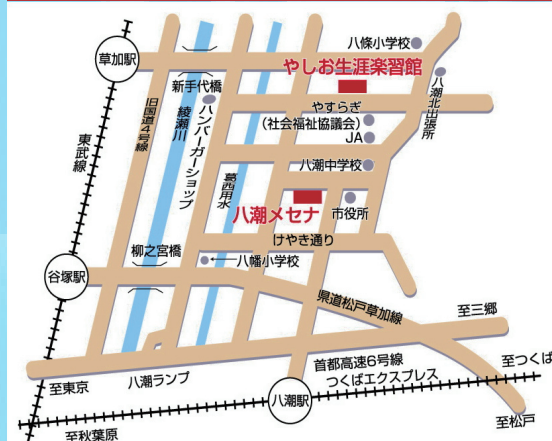 八條小学校
草加駅
やしお生涯楽習館
新手代橋
八潮北出張所
旧国道4号線
綾瀬川
ハンバーガーショップ
やすらぎ
(社会福祉協議会)
JA
東武線
葛西用水
八潮中学校
八潮メセナ
市役所
けやき通り
柳之宮橋
八幡小学校
谷塚駅
県道松戸草加線
至三郷
首都高速6号線
つくばエクスプレス
至つくば
至東京
八潮ランプ
八潮駅
至秋葉原
至松戸